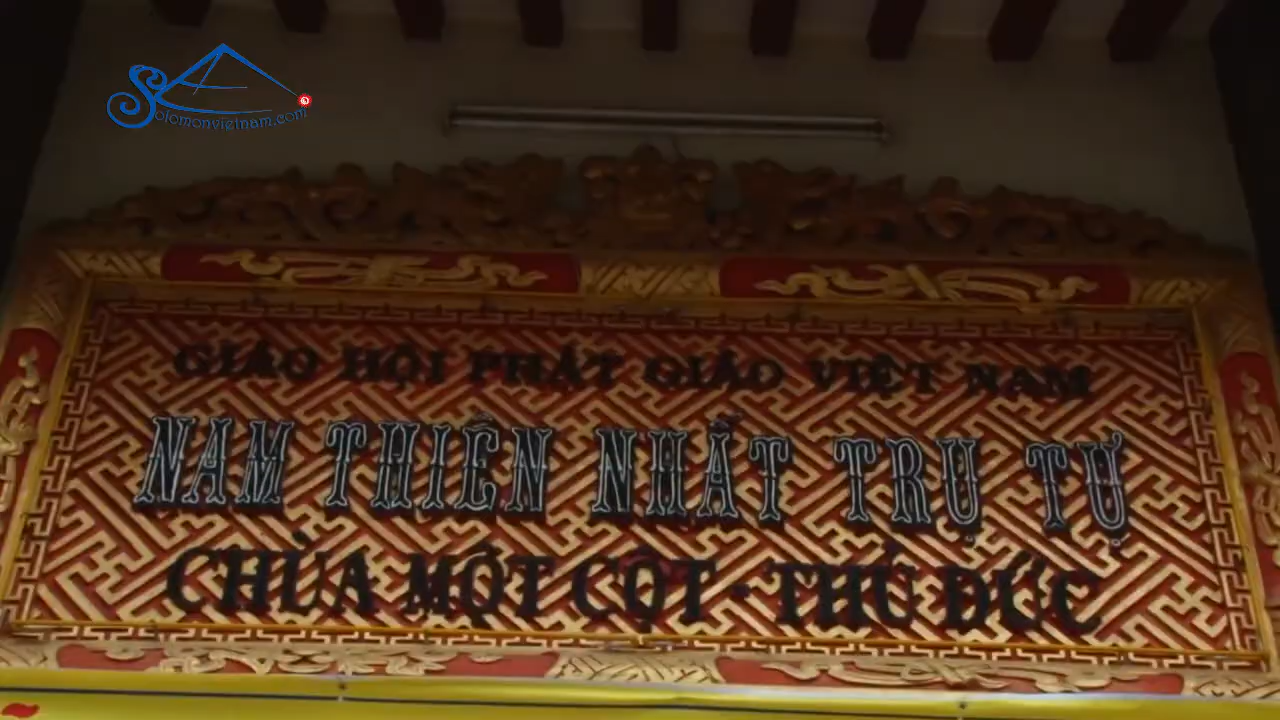 Solomonvietnam.com
GIÁO HỘI PHẬT GIÁO VIỆT NAM
NAM THIÊN NHẤT TRỤ TỰ
CHÙA MỘT CỘT - THỦ ĐỨC